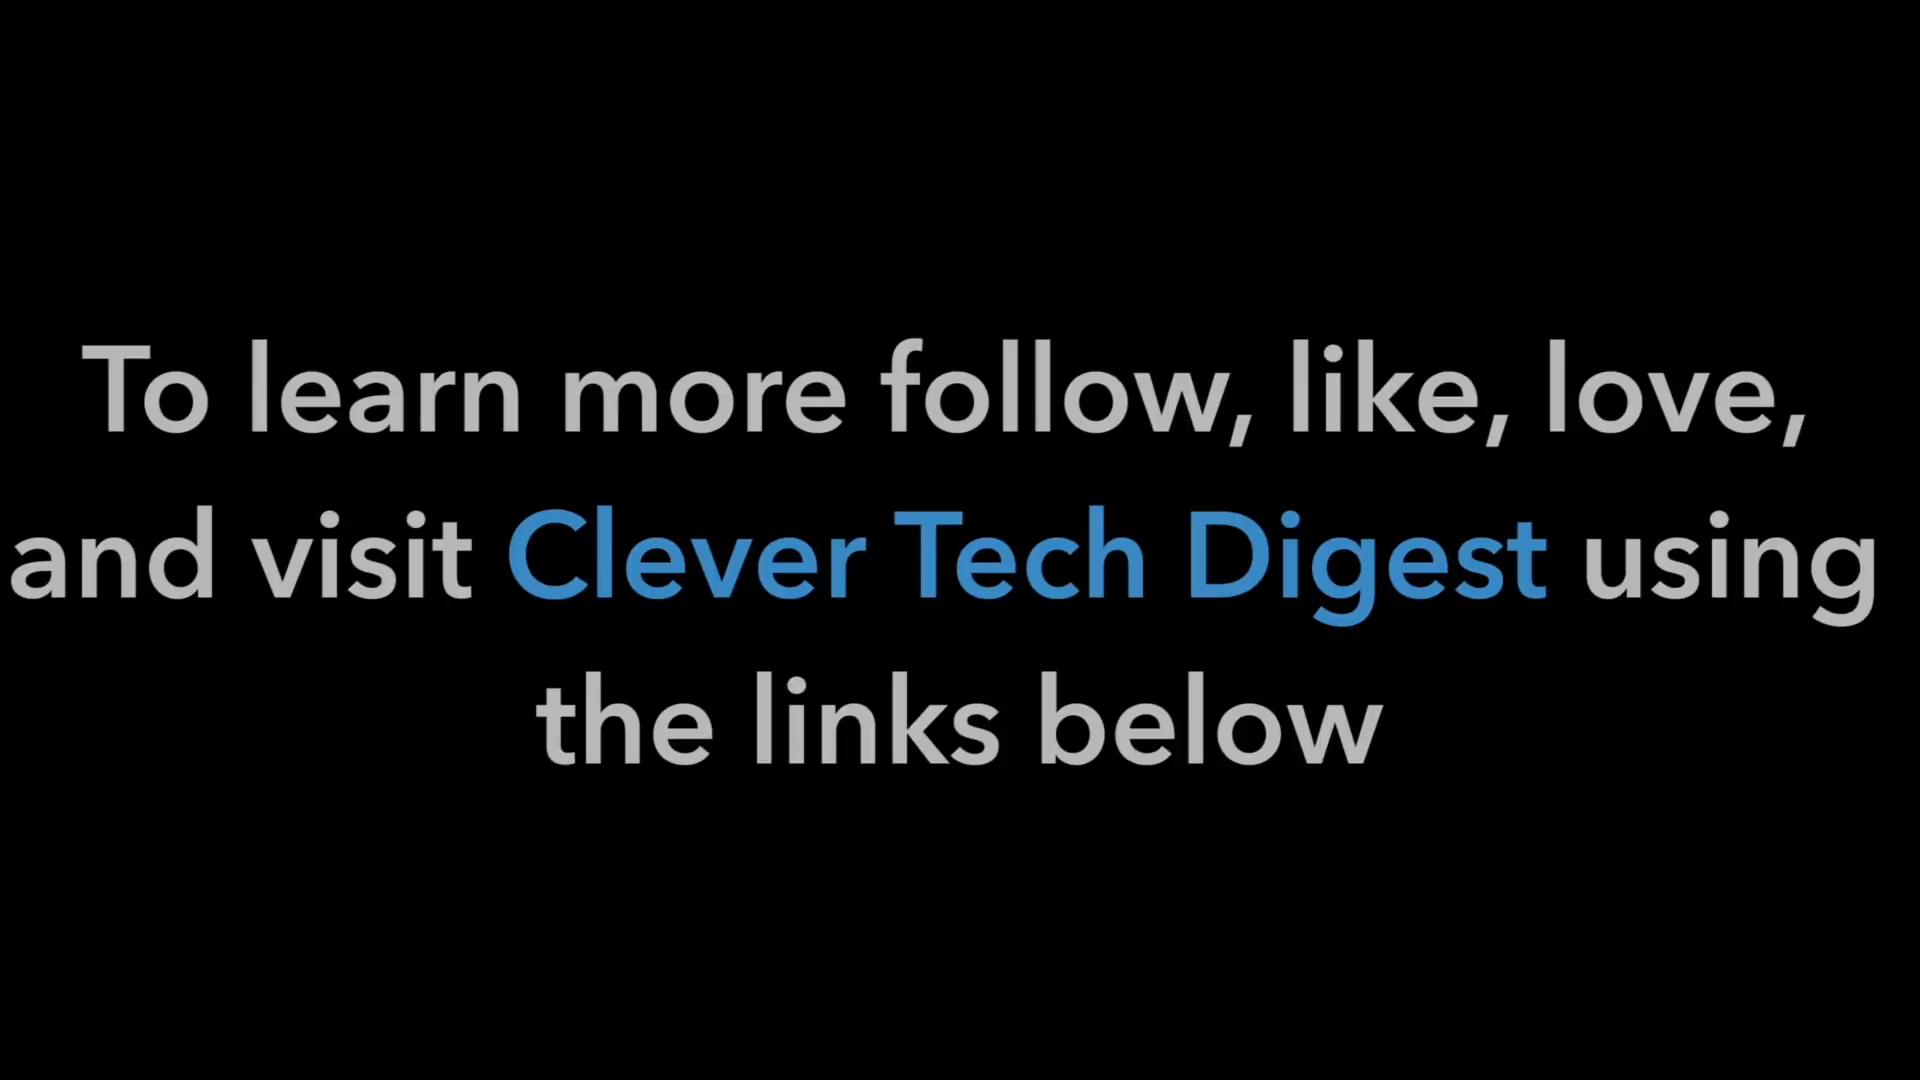 To learn more follow, like, love,
and visit Clever Tech Digest using
the links below